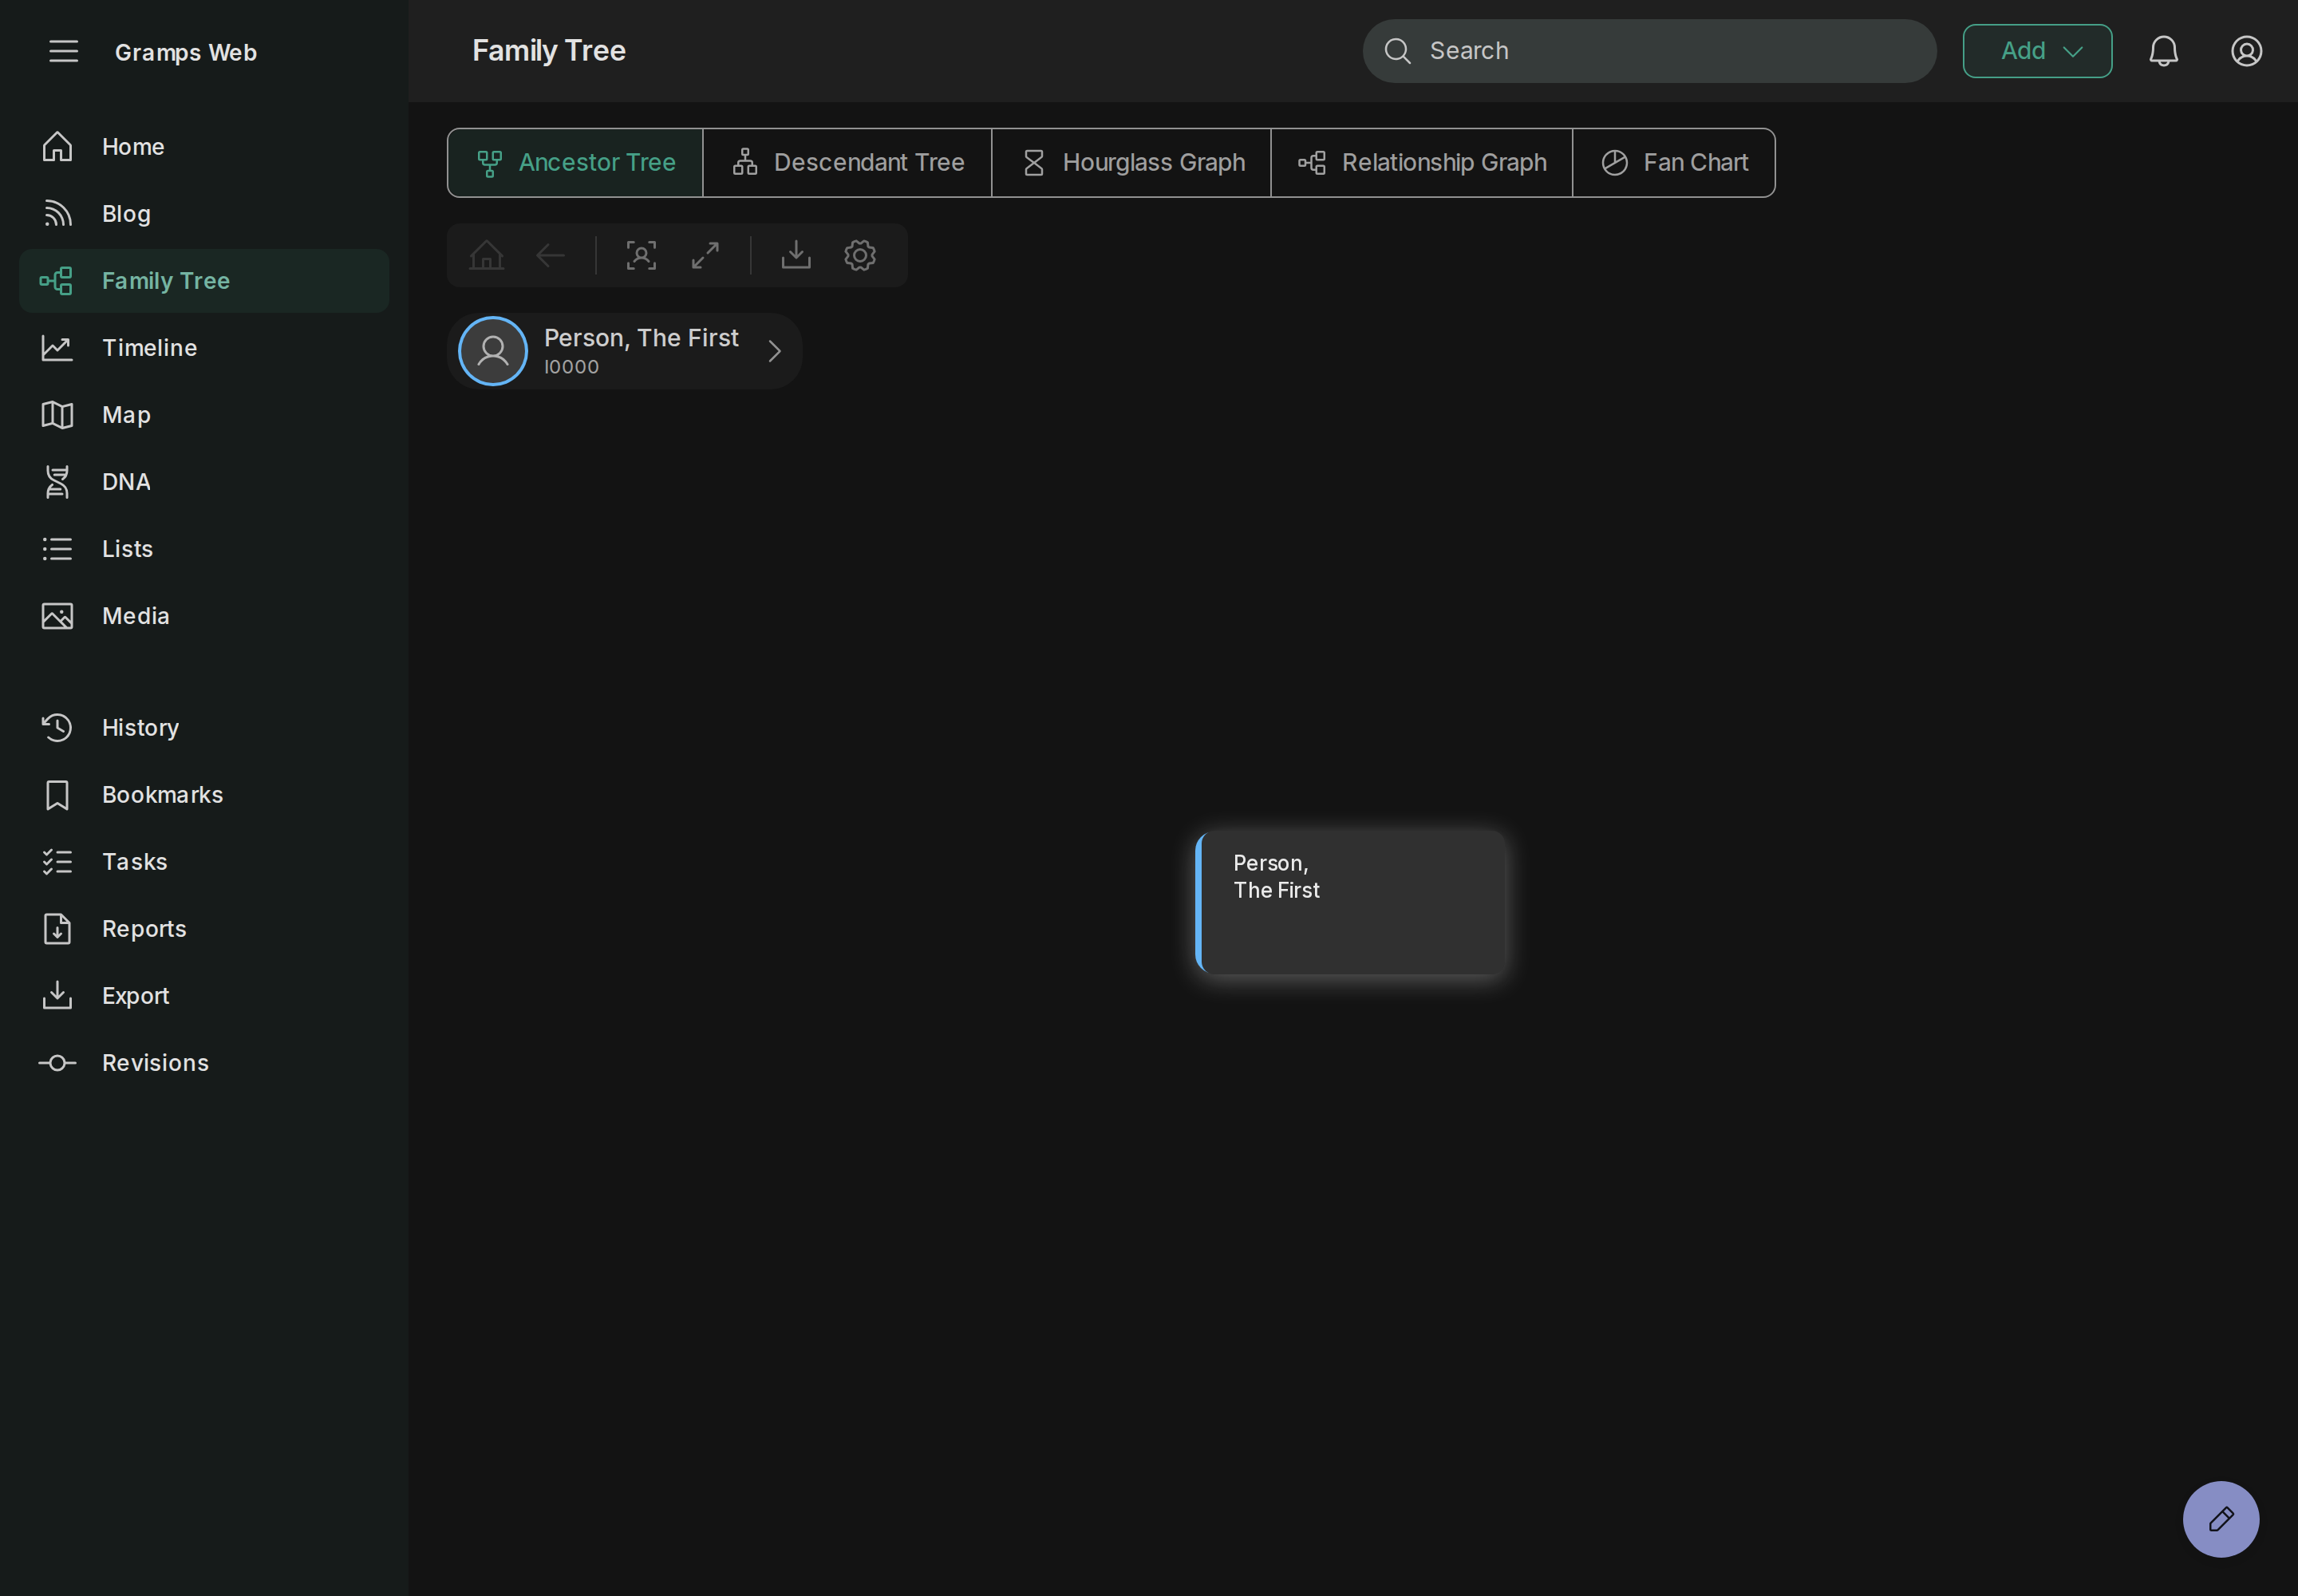 Gramps Web
Home
Blog
Family Tree
Timeline
Map
DNA
Lists
Media
History
Bookmarks
Tasks
Reports
Export
Revisions
Family Tree
Search
Add
Ancestor Tree
Descendant Tree
Hourglass Graph
Relationship Graph
Fan Chart
Person, The First
I0000
Person,
The First